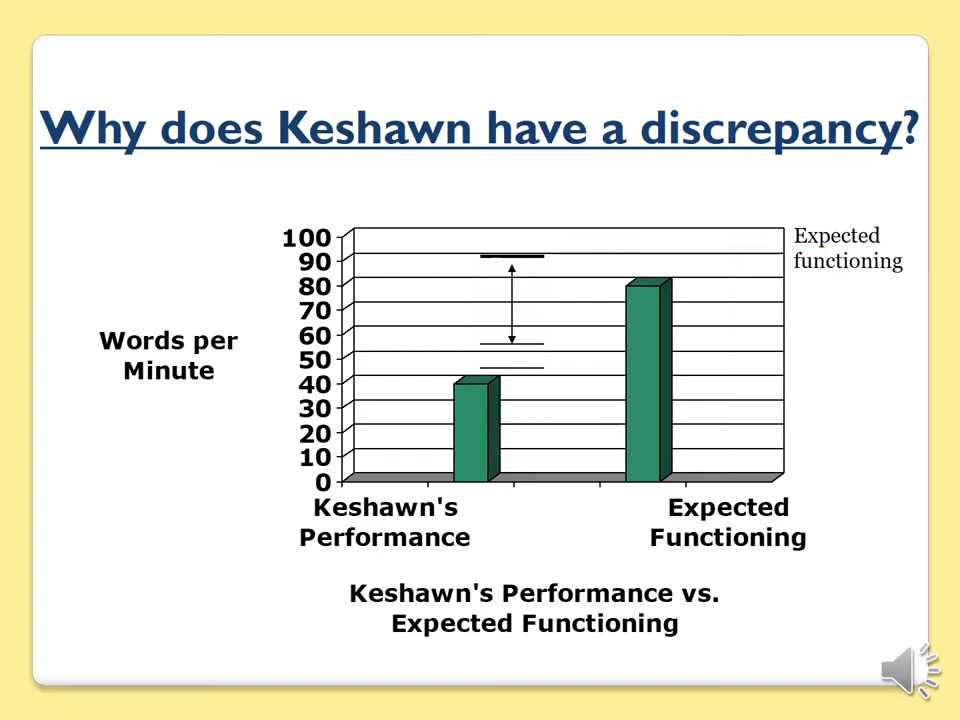 Why does Keshawn have a discrepancy?
Expected
functioning
100
90
80
70
60
50
40
30
20
10
0
Words per
Minute
Keshawn's
Performance
Expected
Functioning
Keshawn's Performance vs.
Expected Functioning